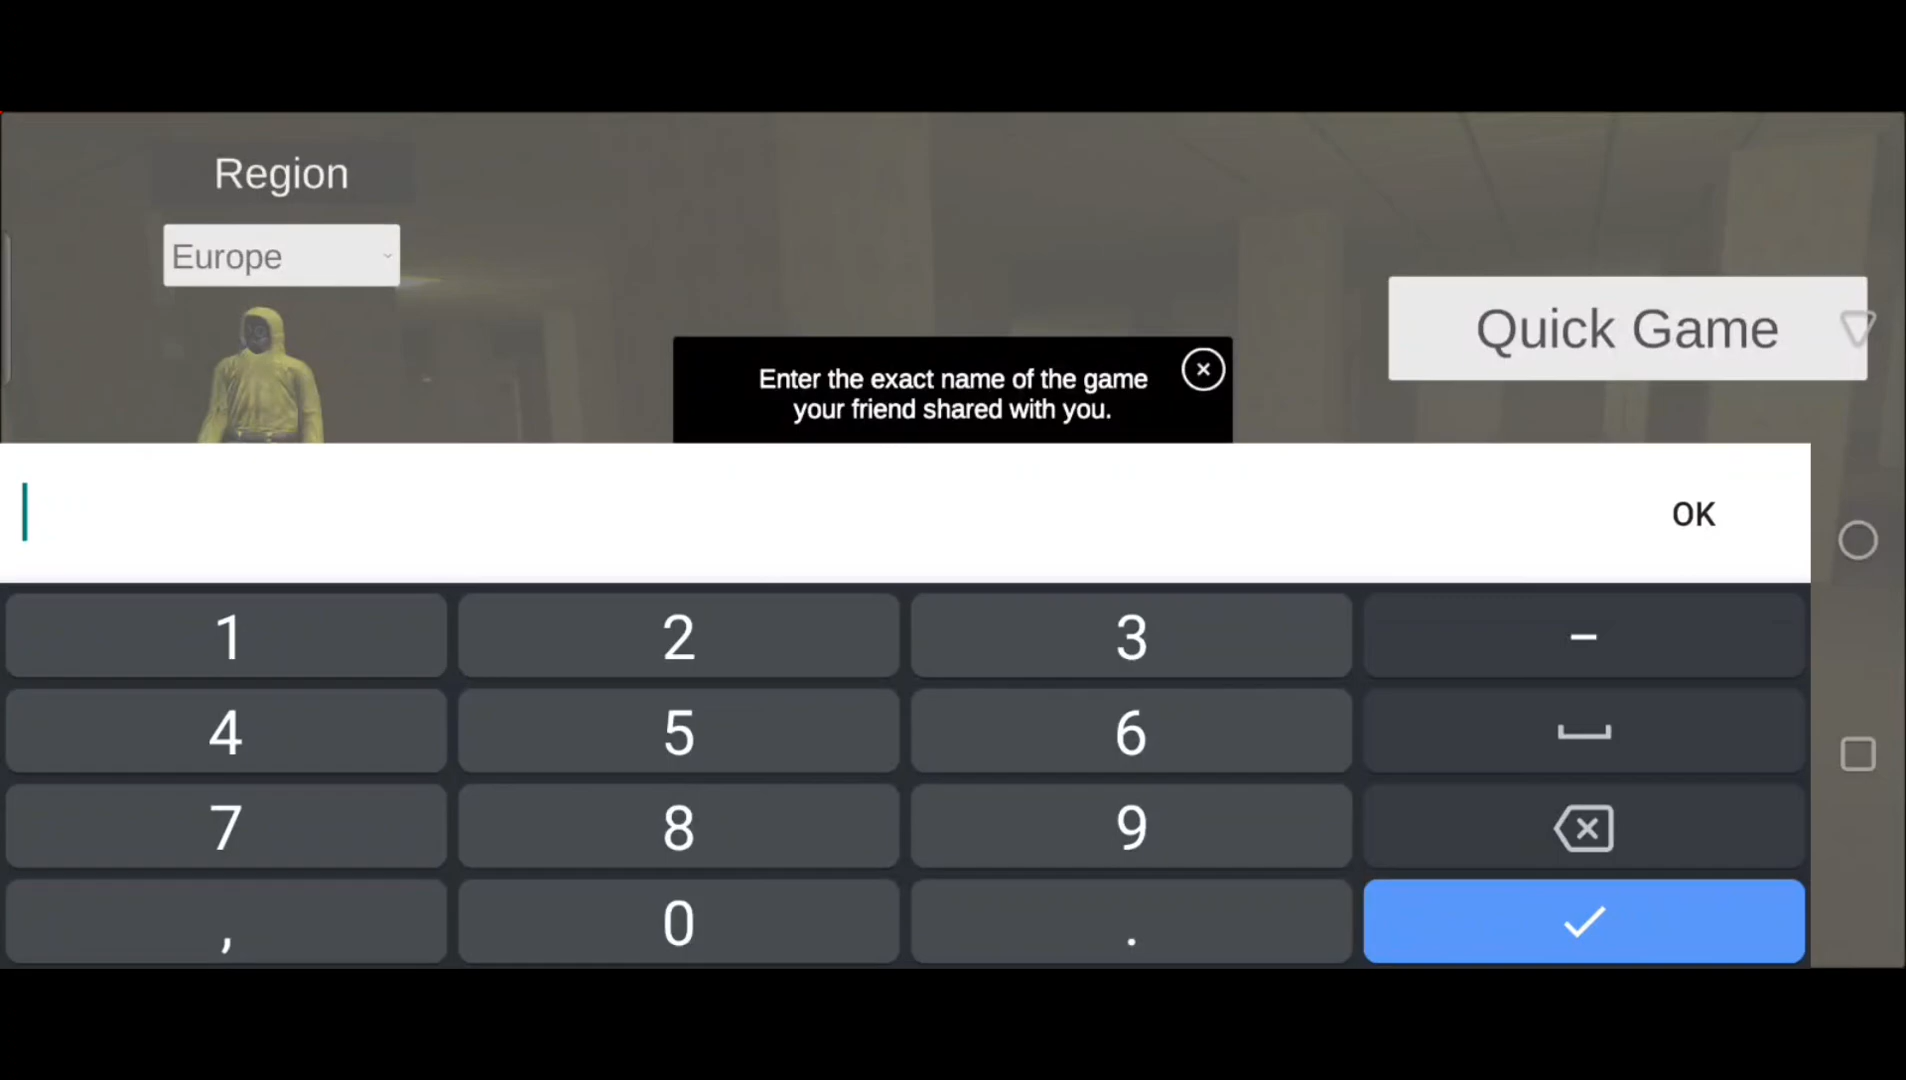 Region
Europe
Quick Game
Enter the exact name of the game
your friend shared with you.
OK
1 2 3 –
4 5 6
7 8 9
, 0 .